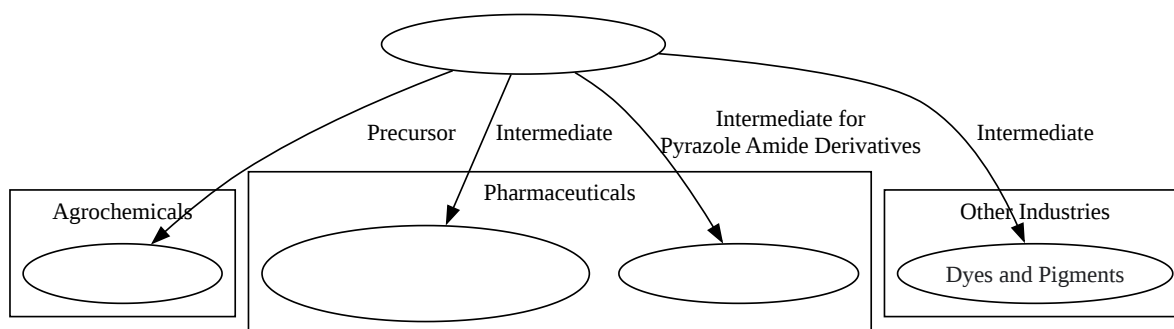 Precursor
Intermediate
Intermediate for
Pyrazole Amide Derivatives
Intermediate
Agrochemicals
Pharmaceuticals
Other Industries
Dyes and Pigments